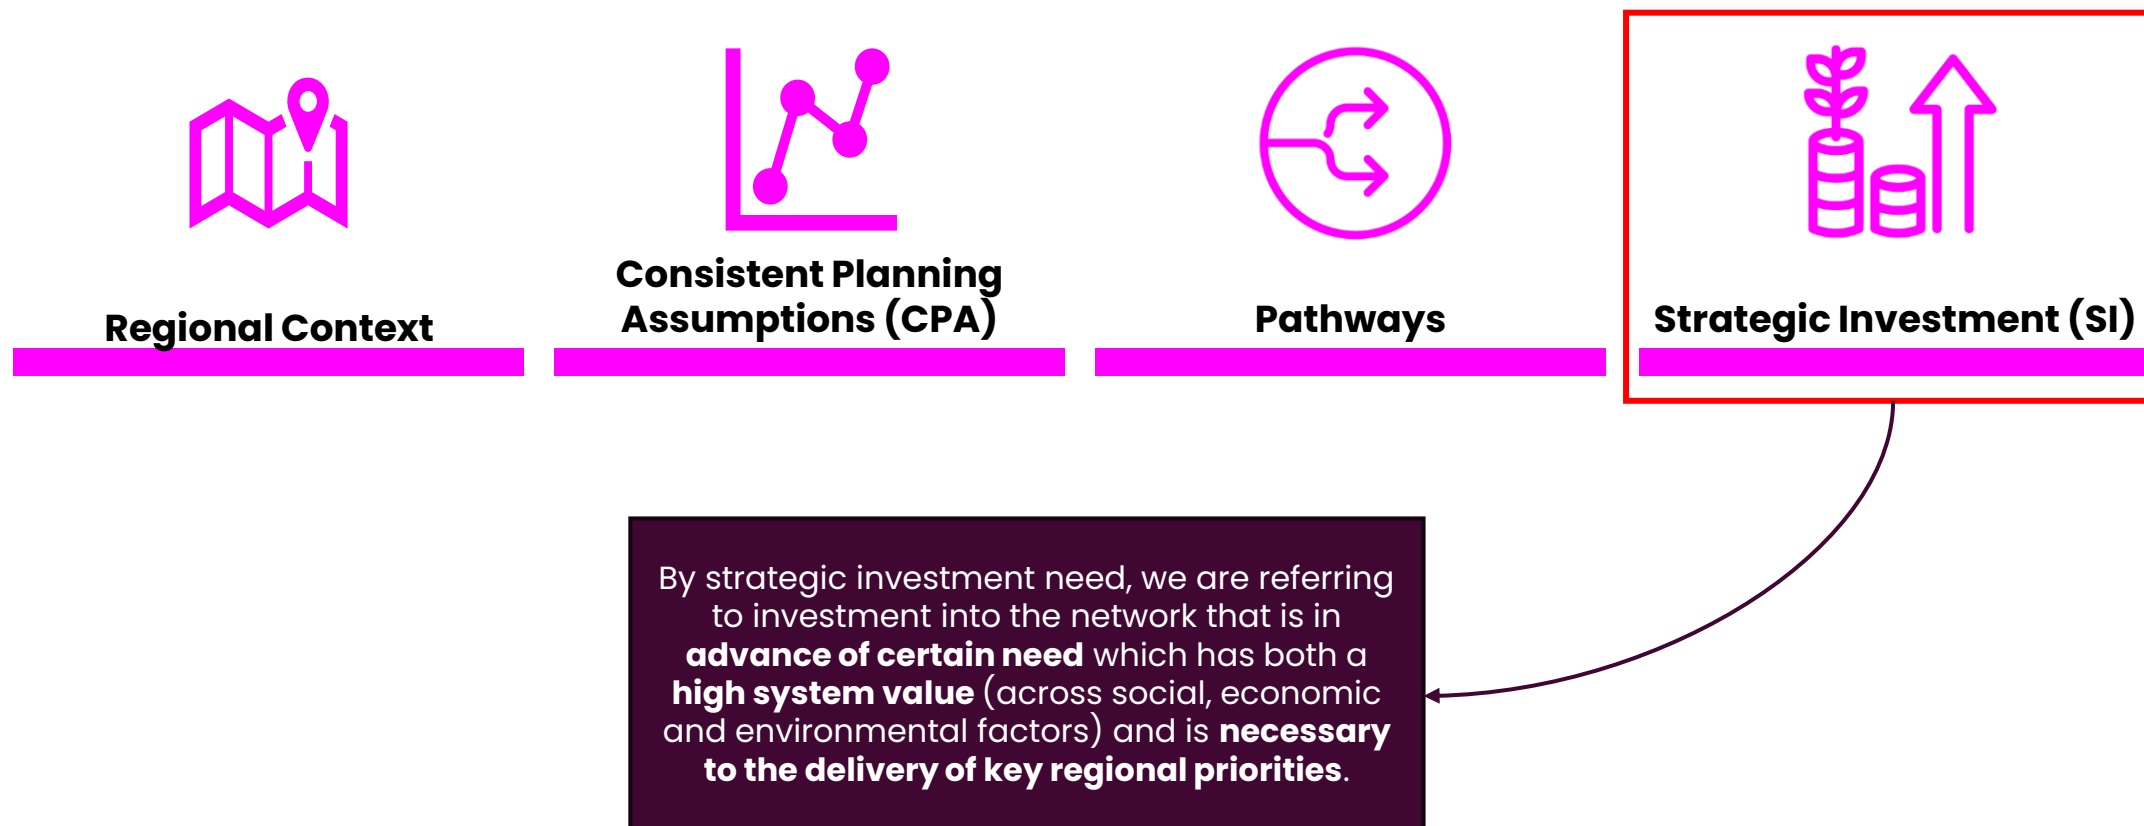 Regional Context
Consistent Planning
Assumptions (CPA)
Pathways
Strategic Investment (SI)
By strategic investment need, we are referring
to investment into the network that is in
advance of certain need which has both a
high system value (across social, economic
and environmental factors) and is necessary
to the delivery of key regional priorities.